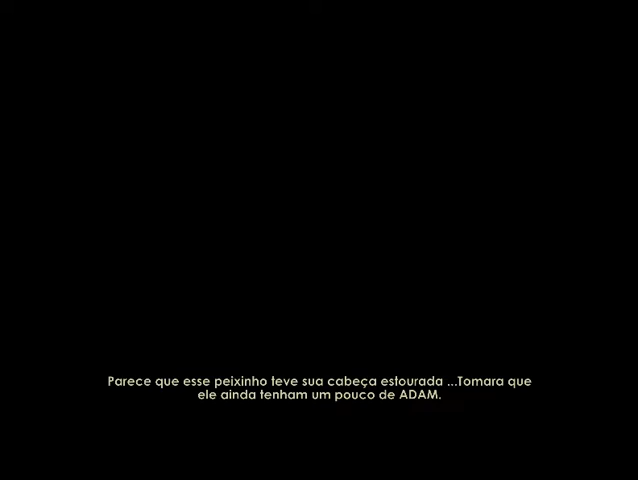 Parece que esse peixinho teve sua cabeça estourada ...Tomara que
ele ainda tenham um pouco de ADAM.